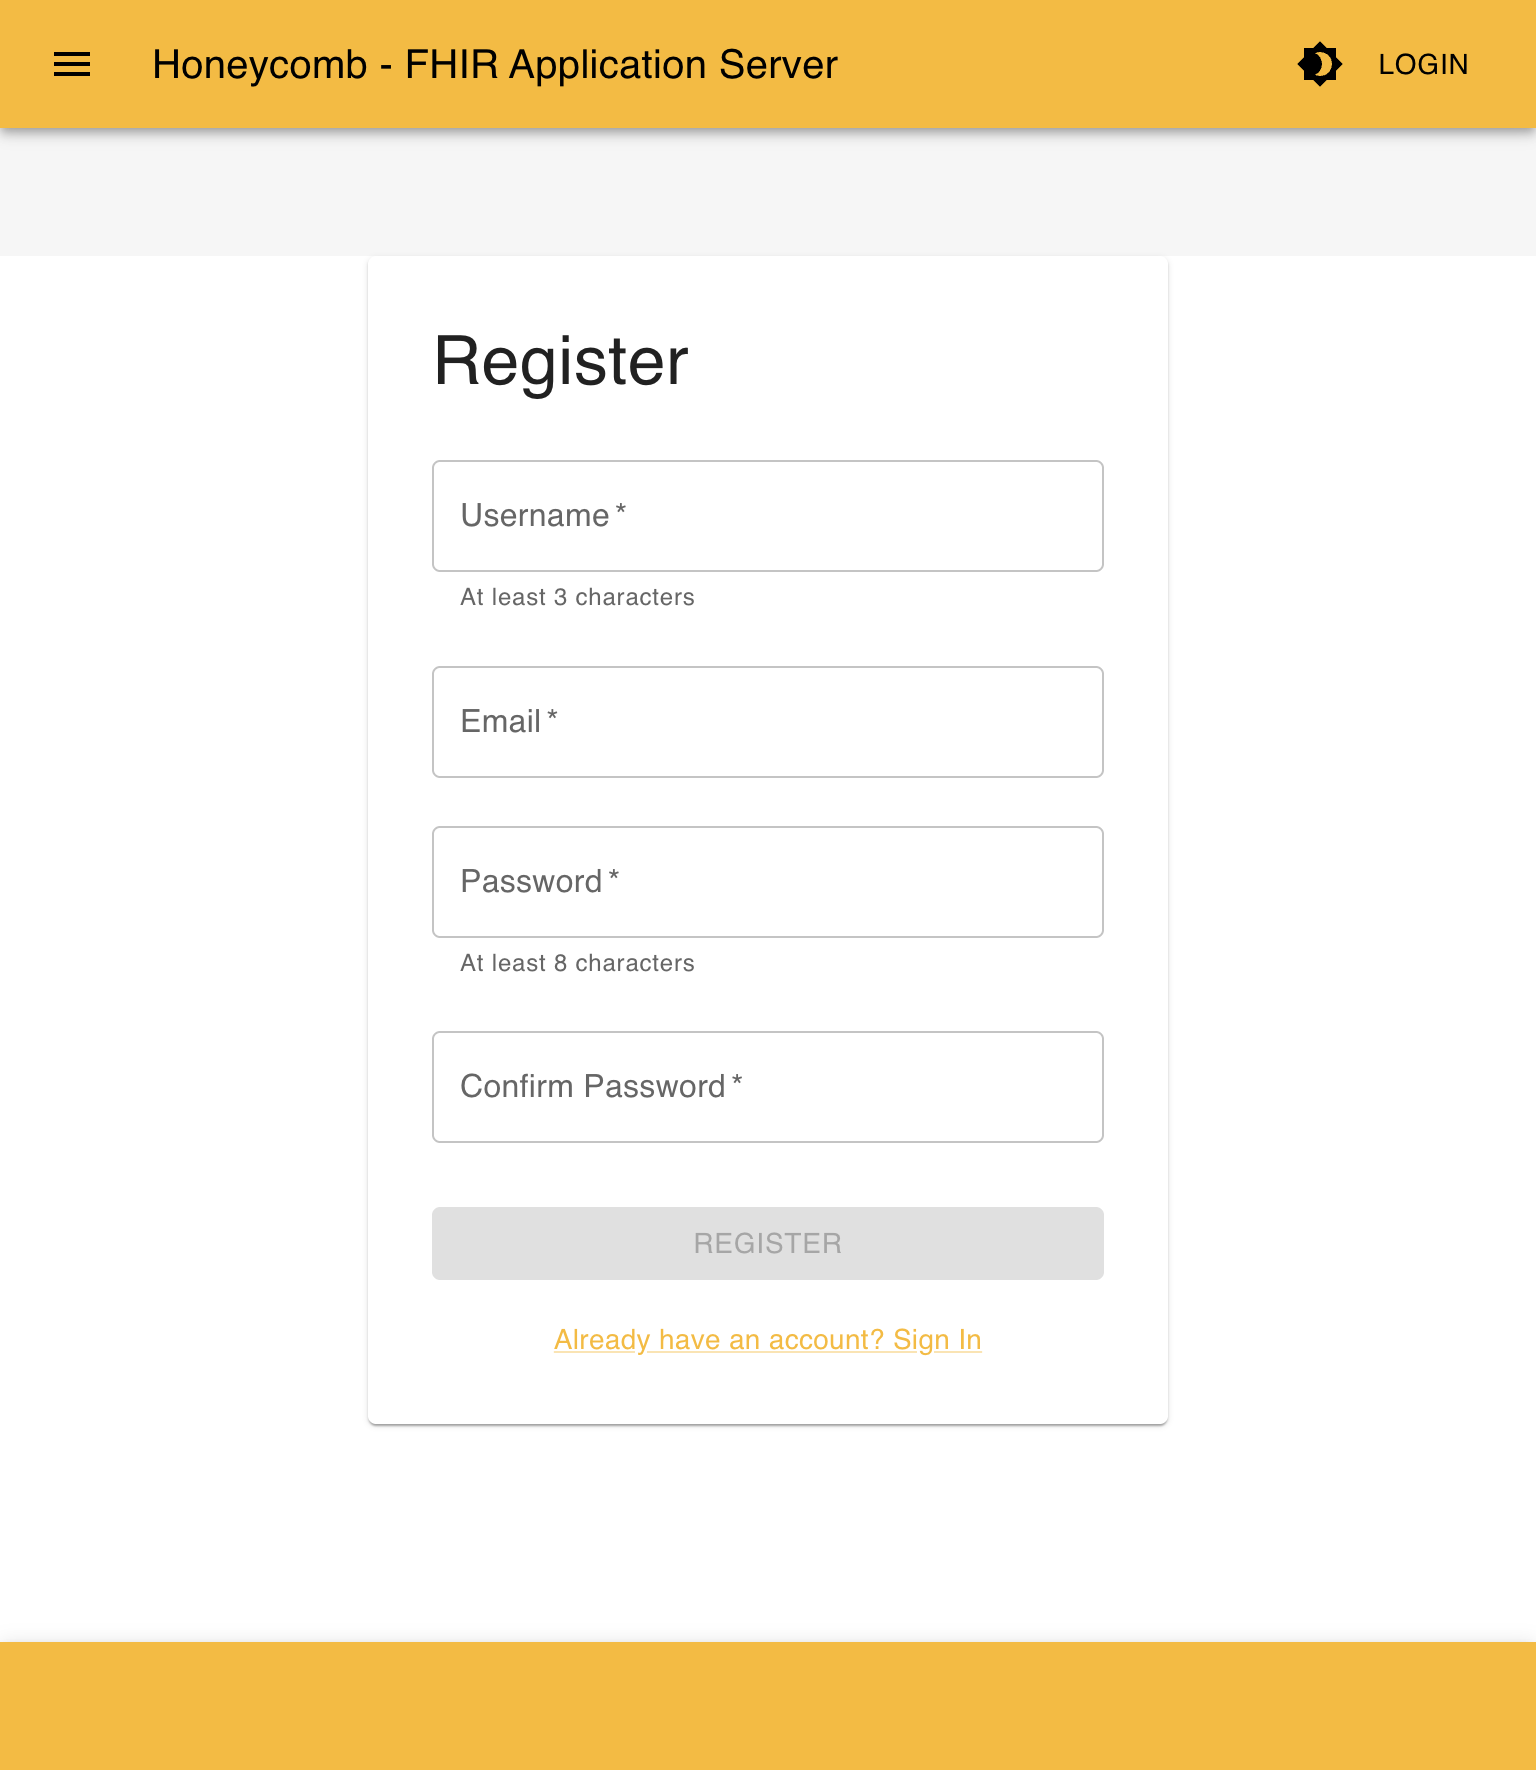 Honeycomb - FHIR Application Server
LOGIN
Register
Username *
At least 3 characters
Email *
Password *
At least 8 characters
Confirm Password *
REGISTER
Already have an account? Sign In